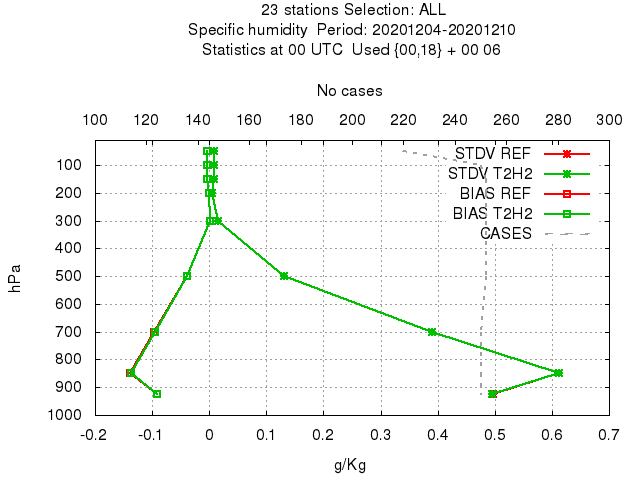 23 stations Selection: ALL
Specific humidity  Period: 20201204-20201210
Statistics at 00 UTC  Used {00,18} + 00 06
No cases
100 120 140 160 180 200 220 240 260 280 300
STDV REF
STDV T2H2
BIAS REF
BIAS T2H2
CASES
hPa
100
200
300
400
500
600
700
800
900
1000
-0.2 -0.1 0 0.1 0.2 0.3 0.4 0.5 0.6 0.7
g/Kg